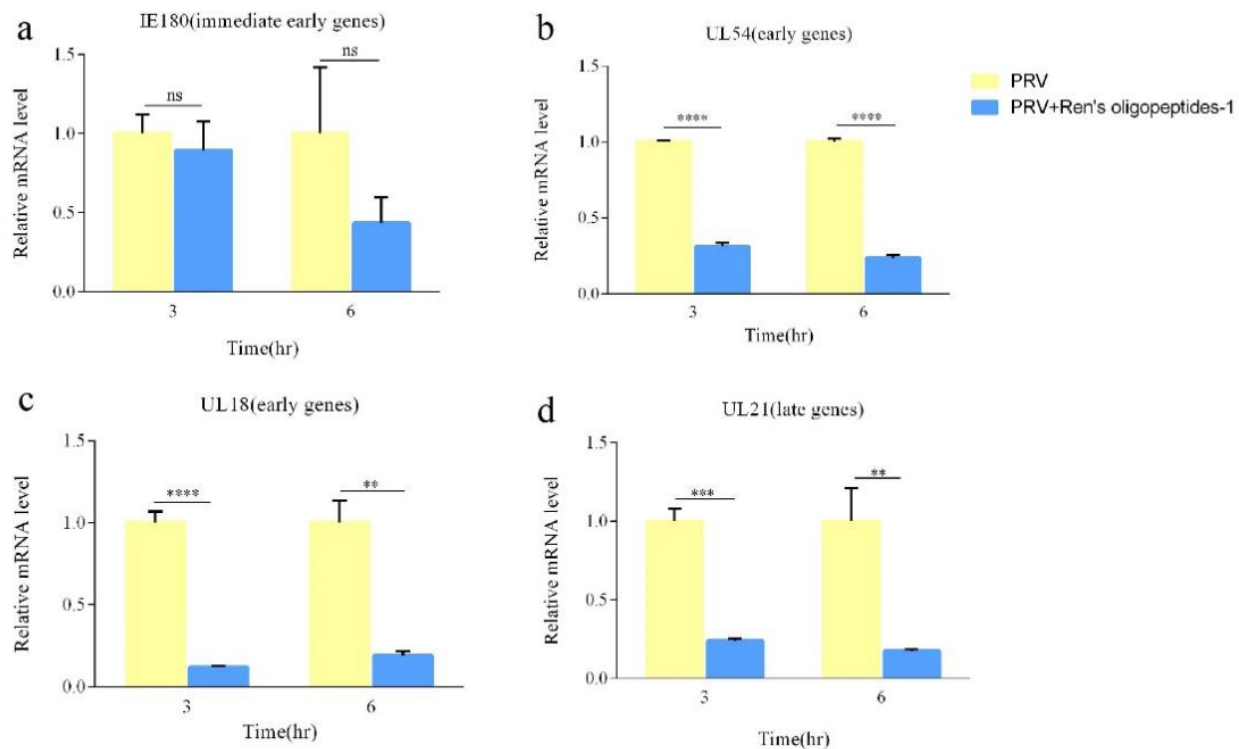 a
IE180(immediate early genes)
Relative mRNA level
1.5
1.0
0.5
0.0
ns
ns
3
6
Time(hr)
b
UL54(early genes)
Relative mRNA level
1.5
1.0
0.5
0.0
****
****
3
6
Time(hr)
PRV
PRV+Ren's oligopeptides-1
c
UL18(early genes)
Relative mRNA level
1.5
1.0
0.5
0.0
****
**
3
6
Time(hr)
d
UL21(late genes)
Relative mRNA level
1.5
1.0
0.5
0.0
***
**
3
6
Time(hr)